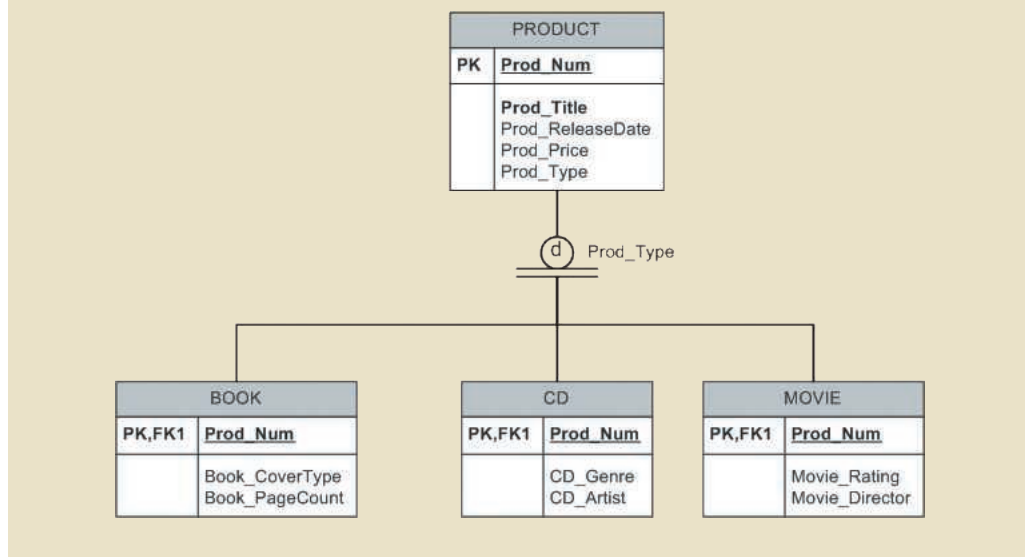 PRODUCT
PK Prod_Num
Prod_Title
Prod_ReleaseDate
Prod_Price
Prod_Type
d Prod_Type
BOOK
PK,FK1 Prod_Num
Book_CoverType
Book_PageCount
CD
PK,FK1 Prod_Num
CD_Genre
CD_Artist
MOVIE
PK,FK1 Prod_Num
Movie_Rating
Movie_Director